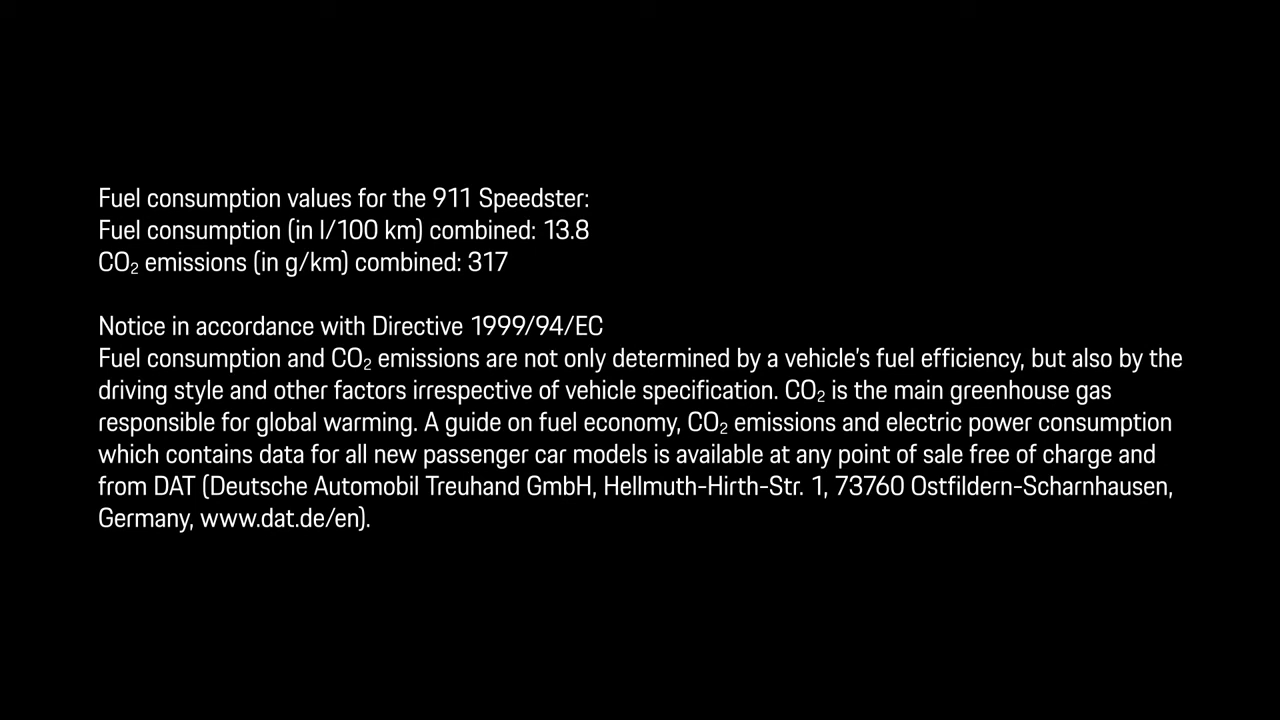 Fuel consumption values for the 911 Speedster:
Fuel consumption (in l/100 km) combined: 13.8
CO₂ emissions (in g/km) combined: 317
Notice in accordance with Directive 1999/94/EC
Fuel consumption and CO₂ emissions are not only determined by a vehicle's fuel efficiency, but also by the
driving style and other factors irrespective of vehicle specification. CO₂ is the main greenhouse gas
responsible for global warming. A guide on fuel economy, CO₂ emissions and electric power consumption
which contains data for all new passenger car models is available at any point of sale free of charge and
from DAT (Deutsche Automobil Treuhand GmbH, Hellmuth-Hirth-Str. 1, 73760 Ostfildern-Scharnhausen,
Germany, www.dat.de/en).